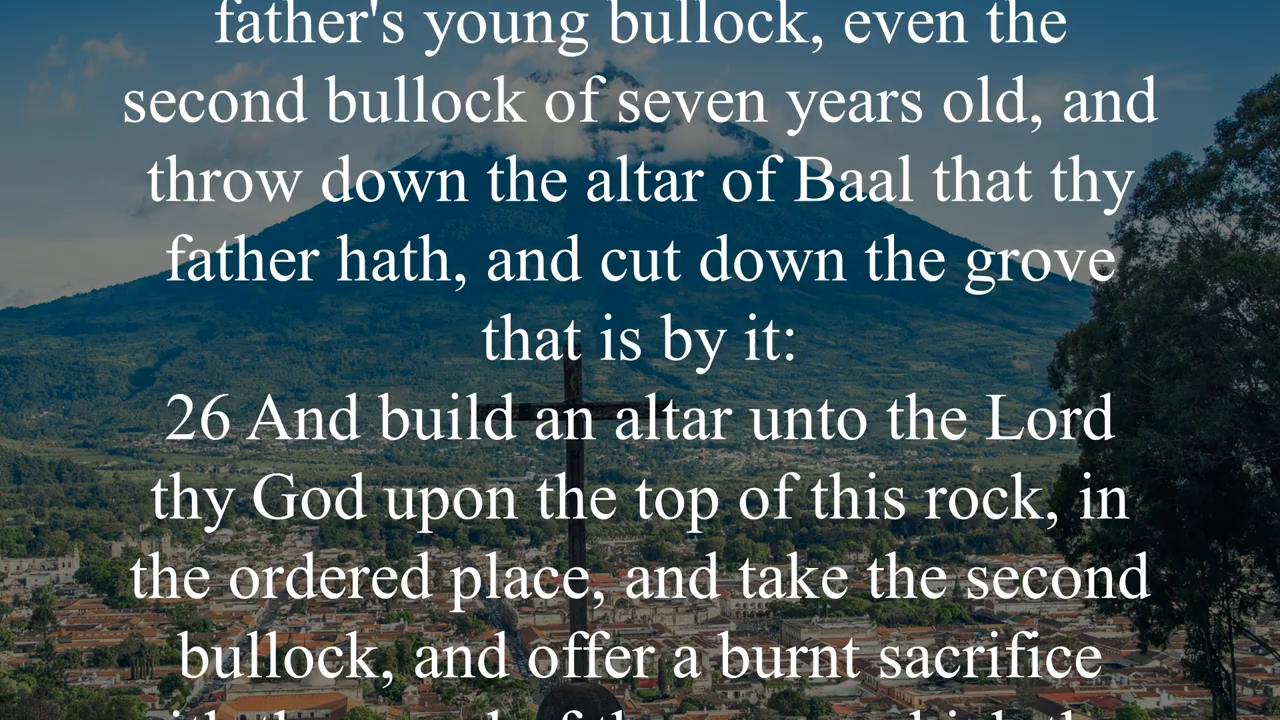 father's young bullock, even the
second bullock of seven years old, and
throw down the altar of Baal that thy
father hath, and cut down the grove
that is by it:
26 And build an altar unto the Lord
thy God upon the top of this rock, in
the ordered place, and take the second
bullock, and offer a burnt sacrifice